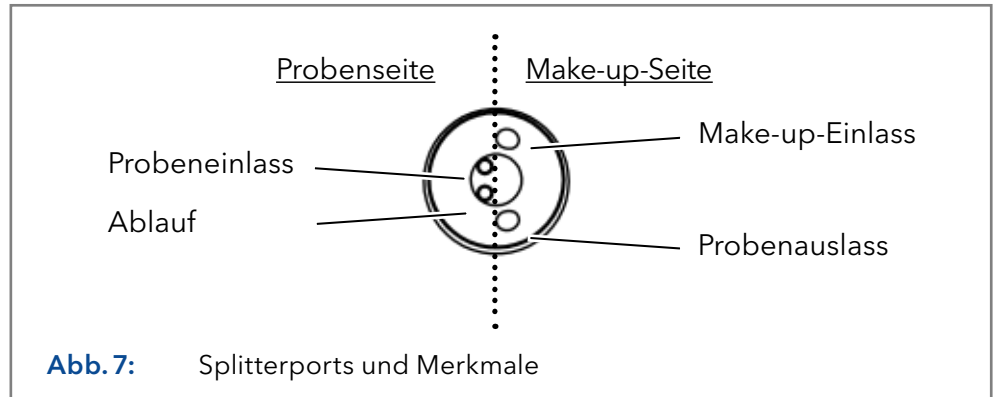 Probenseite Make-up-Seite
Make-up-Einlass
Probeneinlass
Ablauf
Probenauslass
Abb. 7: Splitterports und Merkmale